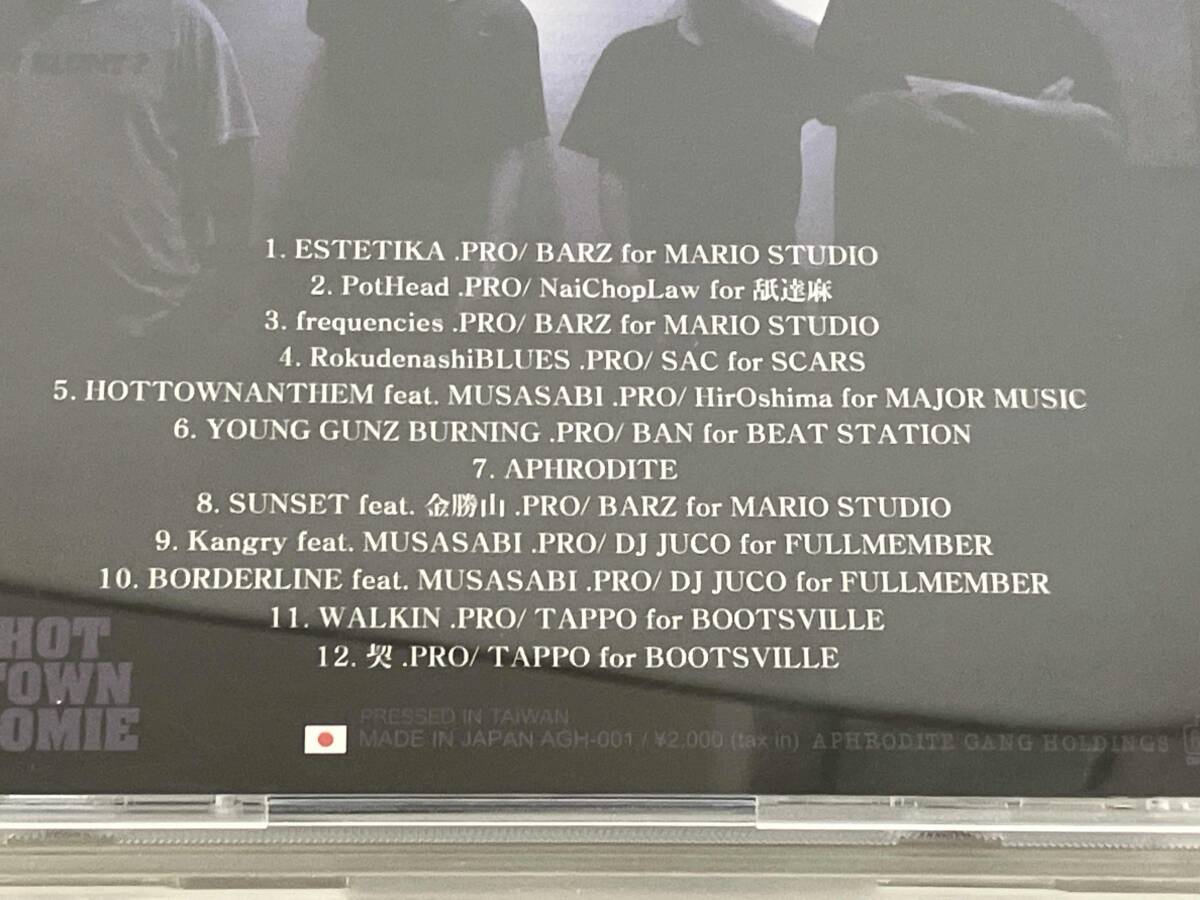 1. ESTETIKA .PRO/ BARZ for MARIO STUDIO
2. PotHead .PRO/ NaiChopLaw for 舐達麻
3. frequencies .PRO/ BARZ for MARIO STUDIO
4. RokudenashiBLUES .PRO/ SAC for SCARS
5. HOTTOWNANTHEM feat. MUSASABI .PRO/ HirOshima for MAJOR MUSIC
6. YOUNG GUNZ BURNING .PRO/ BAN for BEAT STATION
7. APHRODITE
8. SUNSET feat. 金勝山 .PRO/ BARZ for MARIO STUDIO
9. Kangry feat. MUSASABI .PRO/ DJ JUCO for FULLMEMBER
10. BORDERLINE feat. MUSASABI .PRO/ DJ JUCO for FULLMEMBER
11. WALKIN .PRO/ TAPPO for BOOTSVILLE
12. 契 .PRO/ TAPPO for BOOTSVILLE
HOT
TOWN
OMIE
PRESSED IN TAIWAN
MADE IN JAPAN AGH-001 / ¥2,000 (tax in) APHRODITE GANG HOLDINGS